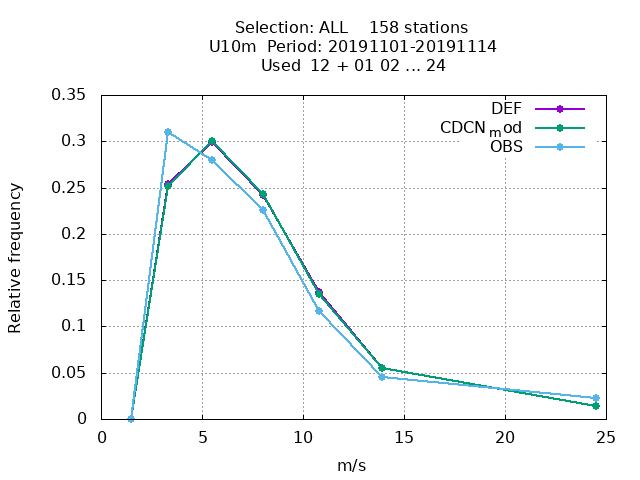 Selection: ALL    158 stations
U10m  Period: 20191101-20191114
Used  12 + 01 02 ... 24
DEF
CDCN_mod
OBS
Relative frequency
0.35
0.3
0.25
0.2
0.15
0.1
0.05
0
0 5 10 15 20 25
m/s